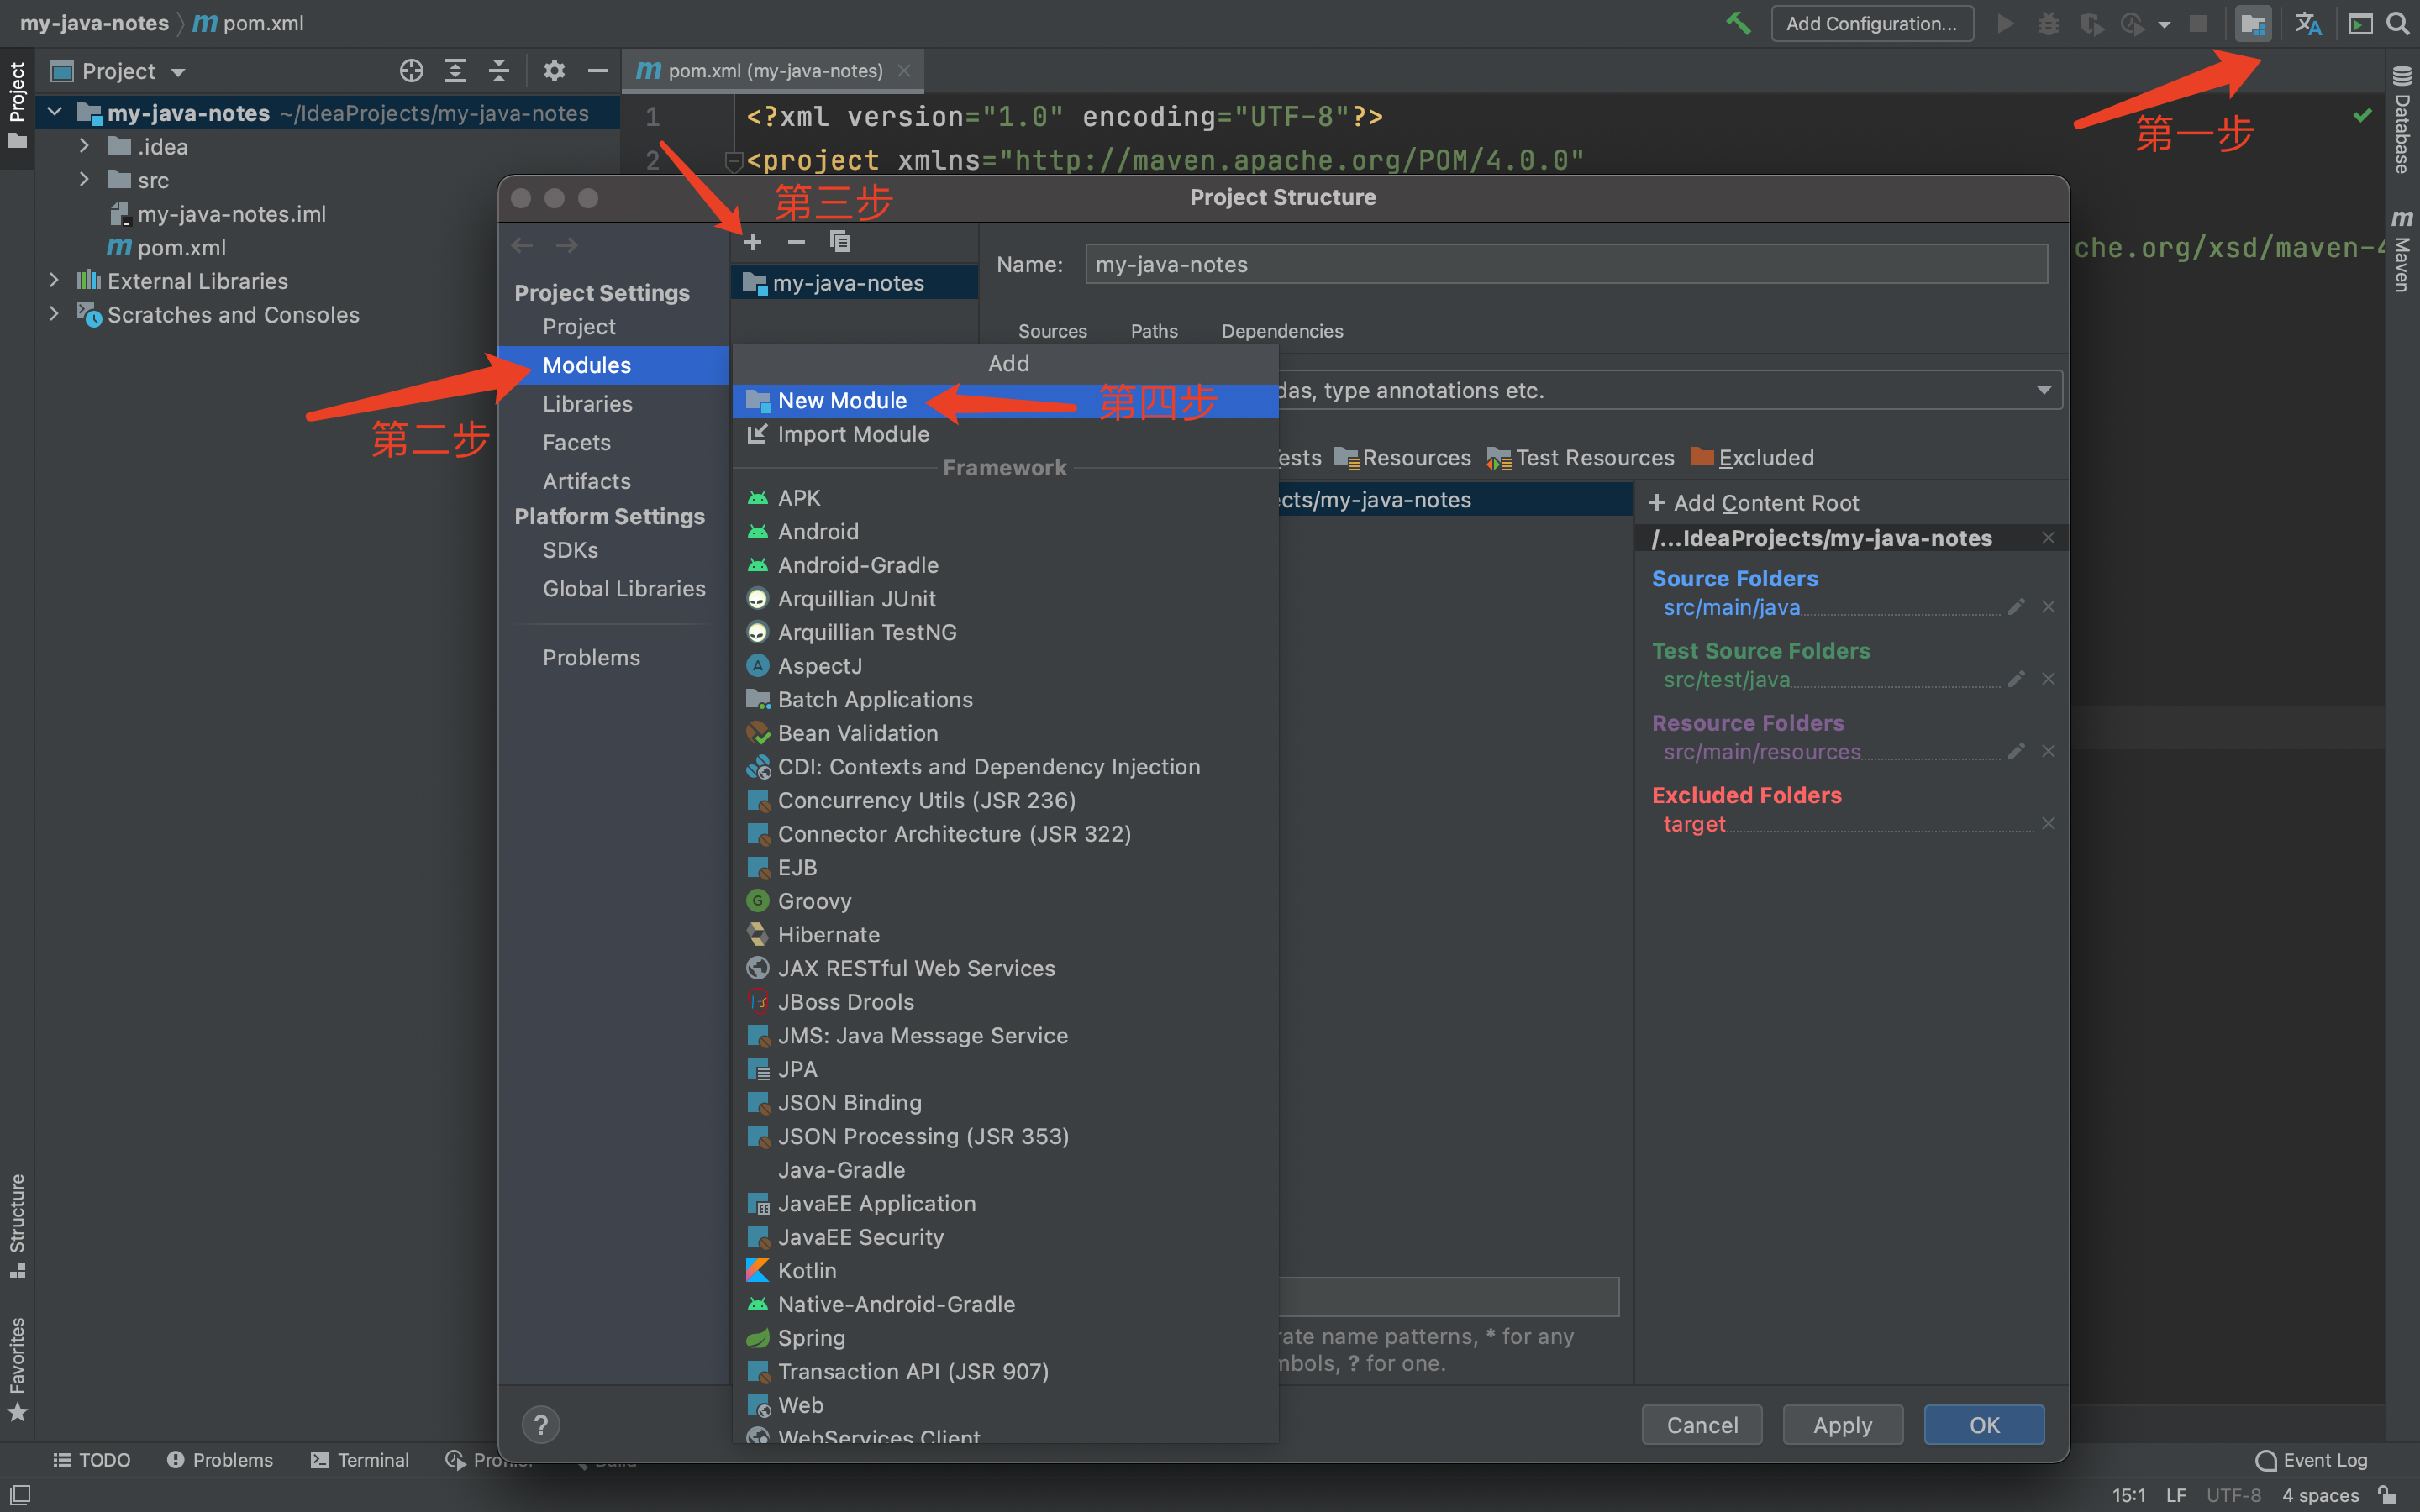 my-java-notes
pom.xml
Add Configuration...
Project
Project
pom.xml (my-java-notes)
my-java-notes ~/IdeaProjects/my-java-notes
.idea
src
my-java-notes.iml
pom.xml
External Libraries
Scratches and Consoles
1
<?xml version="1.0" encoding="UTF-8"?>
2
<project xmlns="http://maven.apache.org/POM/4.0.0"
che.org/xsd/maven-4
第一步
第三步
第二步
第四步
Database
Maven
Project Structure
Project Settings
Project
Modules
Libraries
Facets
Artifacts
Platform Settings
SDKs
Global Libraries
Problems
my-java-notes
Name:
my-java-notes
Sources
Paths
Dependencies
das, type annotations etc.
ests
Resources
Test Resources
Excluded
cts/my-java-notes
Add Content Root
/...IdeaProjects/my-java-notes
Source Folders
src/main/java
Test Source Folders
src/test/java
Resource Folders
src/main/resources
Excluded Folders
target
Add
New Module
Import Module
Framework
APK
Android
Android-Gradle
Arquillian JUnit
Arquillian TestNG
AspectJ
Batch Applications
Bean Validation
CDI: Contexts and Dependency Injection
Concurrency Utils (JSR 236)
Connector Architecture (JSR 322)
EJB
Groovy
Hibernate
JAX RESTful Web Services
JBoss Drools
JMS: Java Message Service
JPA
JSON Binding
JSON Processing (JSR 353)
Java-Gradle
JavaEE Application
JavaEE Security
Kotlin
Native-Android-Gradle
Spring
Transaction API (JSR 907)
Web
WebServices Client
rate name patterns, * for any
mbols, ? for one.
?
Cancel
Apply
OK
Structure
Favorites
TODO
Problems
Terminal
Profiler
Build
Event Log
15:1
LF
UTF-8
4 spaces